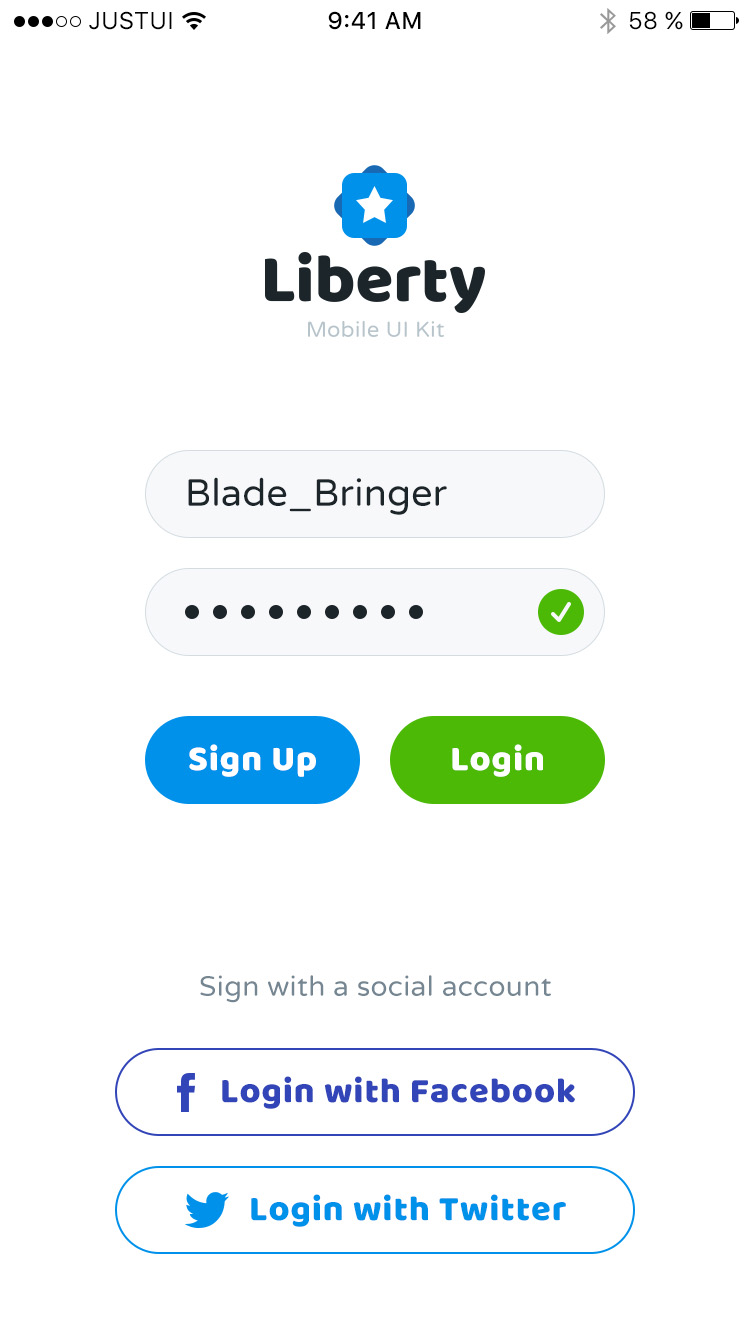 JUSTUI 9:41 AM 58 %
Liberty
Mobile UI Kit
Blade_Bringer
Sign Up Login
Sign with a social account
f Login with Facebook
Login with Twitter